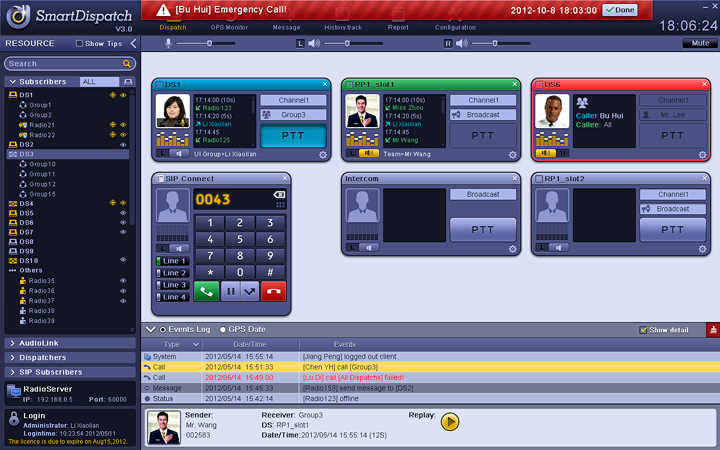 SmartDispatch
V3.0
[Bu Hui] Emergency Call!
2012-10-8 18:03:00
Done
Dispatch
GPS Monitor
Message
History track
Report
Configuration
18:06:24
RESOURCE
Show Tips
L
R
Mute
Search
Subscribers
ALL
DS1
Group1
Group2
Radio21
Radio22
DS2
DS3
Group10
Group11
Group12
Group15
DS4
DS5
DS6
DS7
DS8
DS9
DS10
Others
Radio35
Radio36
Radio37
Radio38
Radio39
AudioLink
Dispatchers
SIP Subscribers
RadioServer
IP: 192.168.0.5 Port: 60000
Login
Administrator: Li Xiaolian
Logintime: 10:23:54 2012/05/11
The licence is due to expire on Aug15,2012.
DS1
17:14:00 (10s)
Radio 123
17:14:20 (5s)
Li Xiaolian
17:14:45
Radio125
Channel1
Group3
PTT
L
UI Group>Li Xiaolian
RP1_slot1
17:14:00 (10s)
Miss Zhou
17:14:20 (5s)
Li Xiaolian
17:14:45
Mr Wang
Channel1
Broadcast
PTT
L
Team>Mr Wang
DS6
Caller:Bu Hui
Callee: All
Channel1
Mr. Lee
PTT
L
SIP Connect
0043
1 2 3
4 5 6
7 8 9
* 0 #
L
Line 1
Line 2
Line 3
Line 4
Intercom
Broadcast
PTT
L
RP1_slot2
Channel1
Broadcast
PTT
L
Events Log
GPS Date
Show detail
Type Date/Time Events
System 2012/05/14 15:55:14 [Jiang Peng] logged out client
Call 2012/05/14 15:51:33 [Chen YH] call [Group3]
Call 2012/05/14 15:49:00 [Lu Di] call [All Dispatchs] failed!
Message 2012/05/14 15:45:33 [Radio159] send message to [DS2]
Status 2012/05/14 15:42:14 [Radio123] offline
Sender:
Mr. Wang
002583
Receiver: Group3
DS: RP1_slot1
Date/Time:2012/05/14 15:55:14 (12S)
Replay: